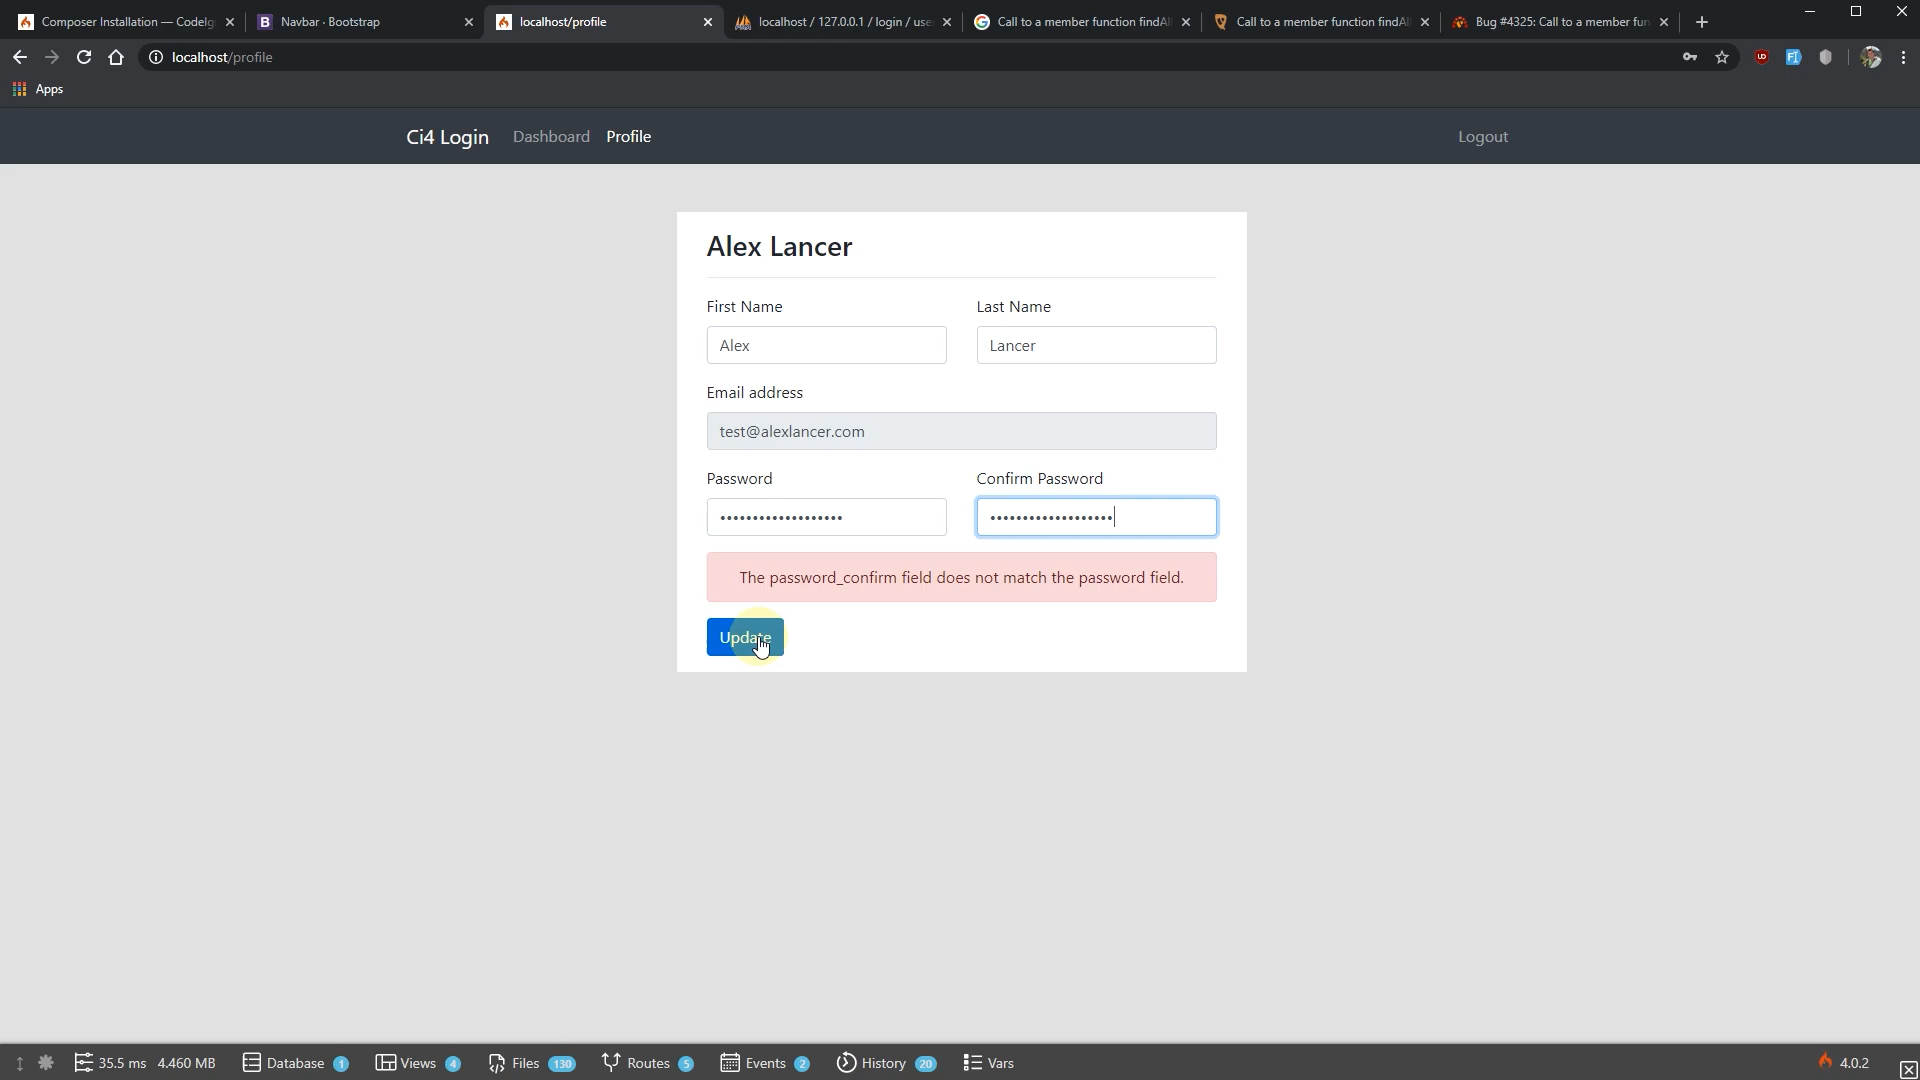 Composer Installation — CodeIg
Navbar · Bootstrap
localhost/profile
localhost / 127.0.0.1 / login / use
Call to a member function findAl
Call to a member function findAl
Bug #4325: Call to a member fun
localhost/profile
Apps
Ci4 Login
Dashboard
Profile
Logout
Alex Lancer
First Name
Last Name
Alex
Lancer
Email address
test@alexlancer.com
Password
Confirm Password
The password_confirm field does not match the password field.
Update
35.5 ms 4.460 MB
Database 1
Views 4
Files 130
Routes 5
Events 2
History 20
Vars
4.0.2